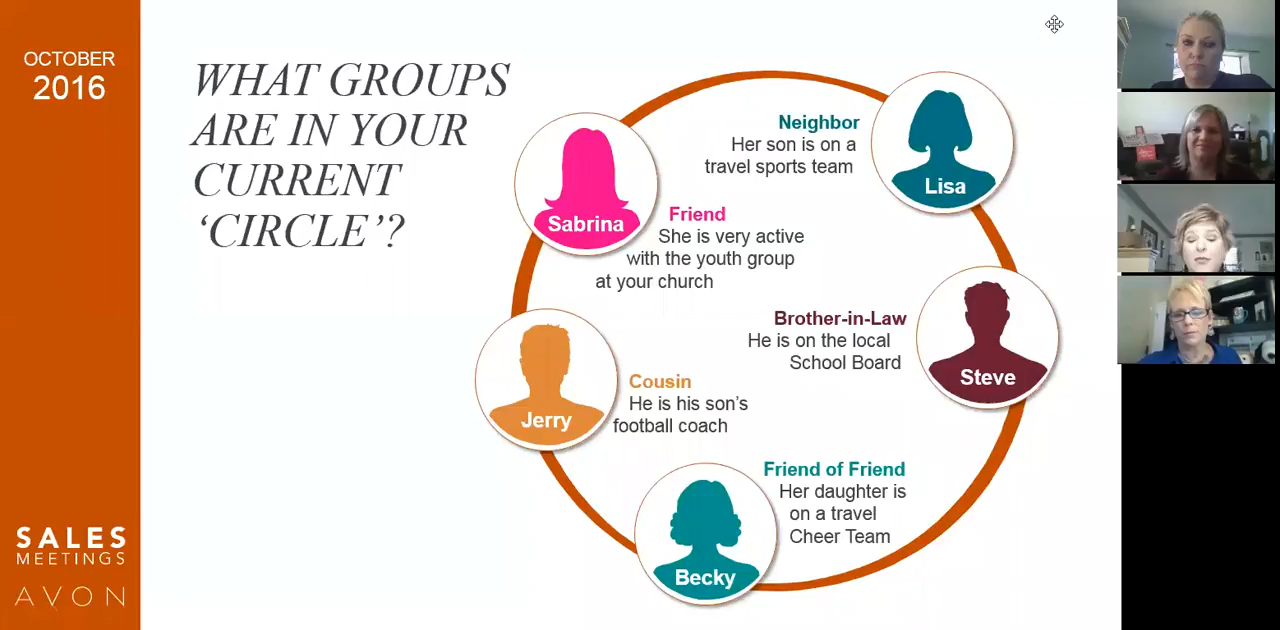 OCTOBER
2016
WHAT GROUPS
ARE IN YOUR
CURRENT
‘CIRCLE’?
Neighbor
Her son is on a
travel sports team
Lisa
Sabrina
Friend
She is very active
with the youth group
at your church
Brother-in-Law
He is on the local
School Board
Steve
Cousin
He is his son’s
football coach
Jerry
Friend of Friend
Her daughter is
on a travel
Cheer Team
Becky
SALES
MEETINGS
AVON